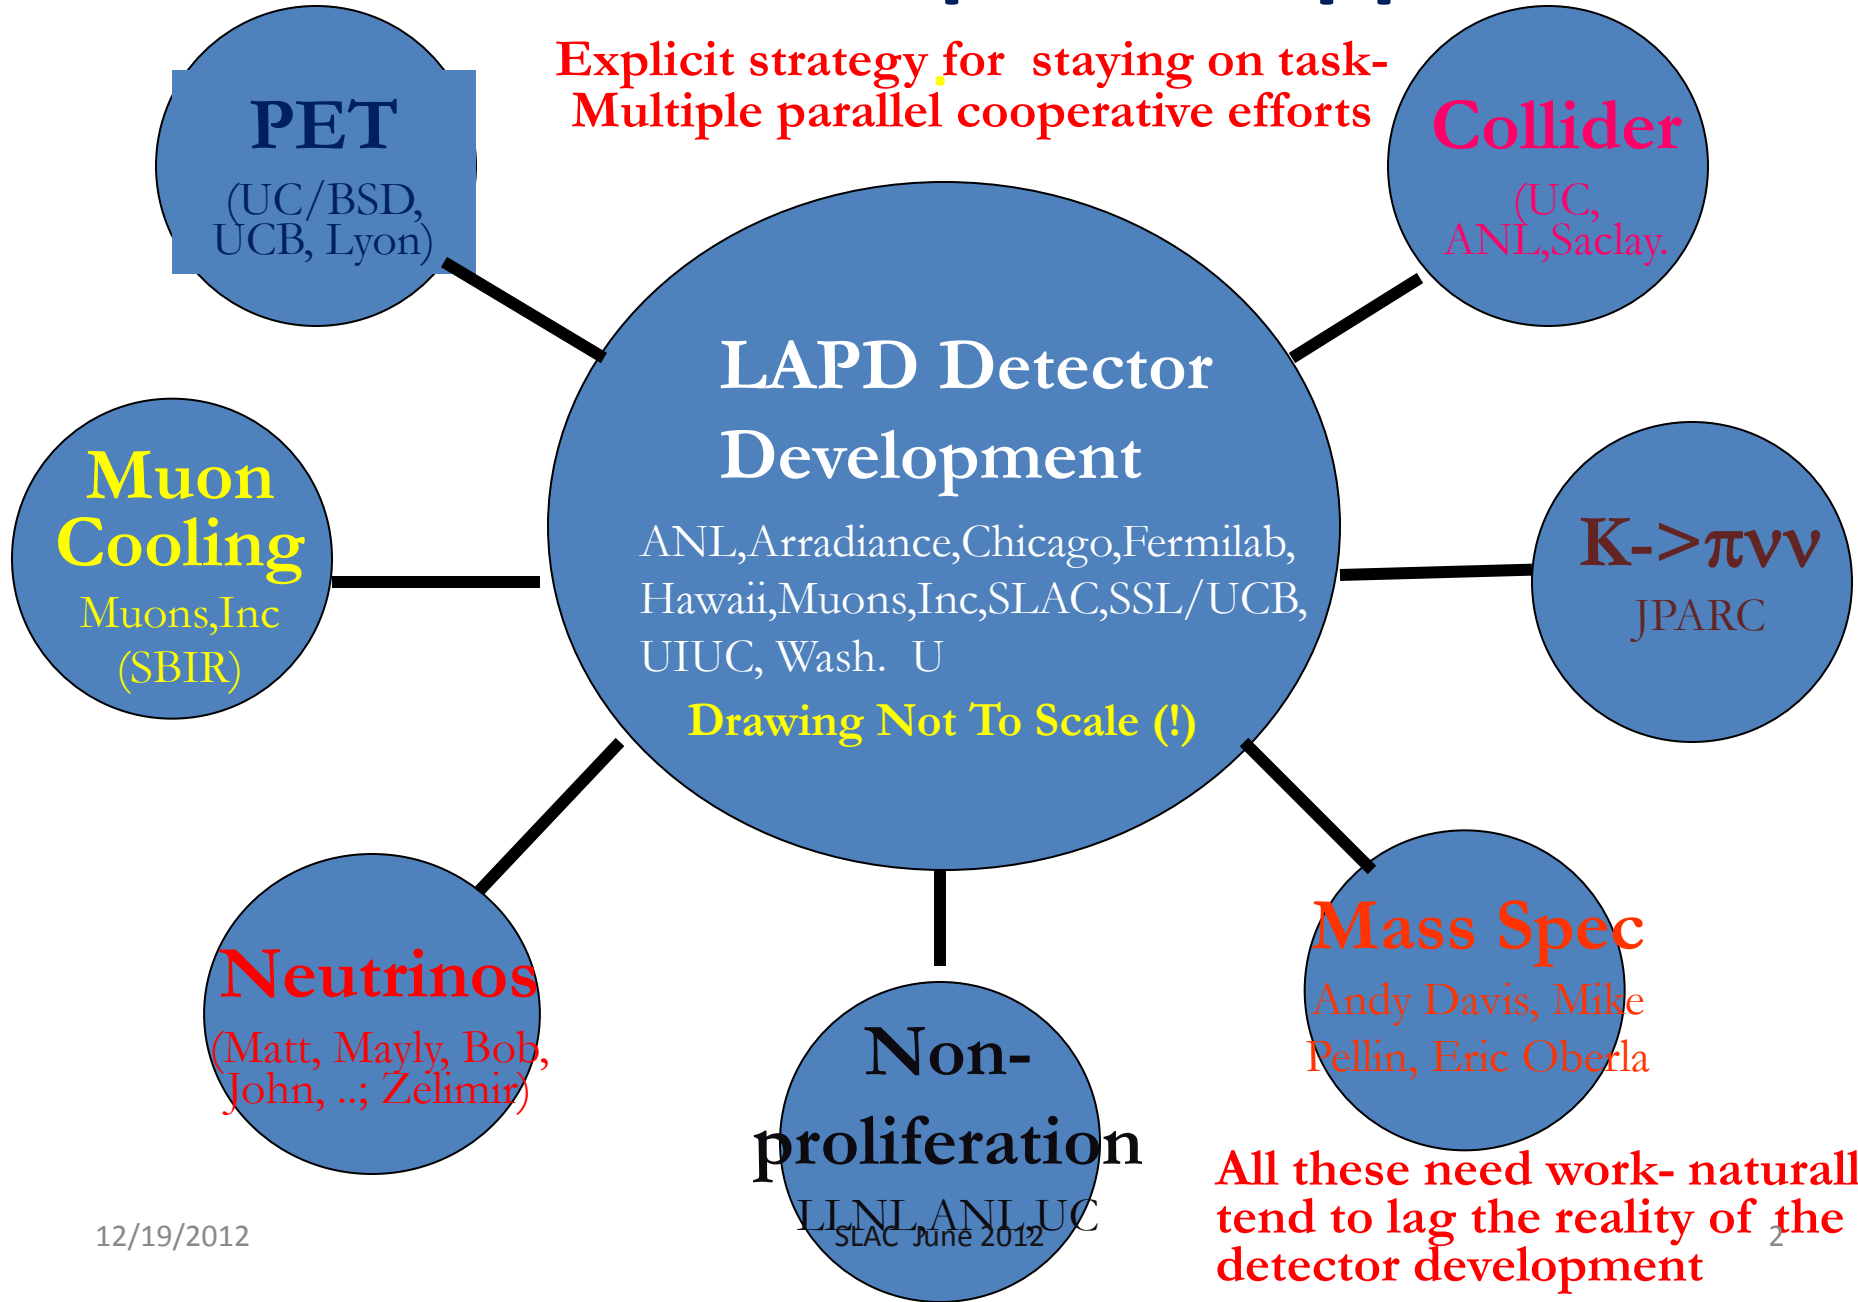 Explicit strategy for staying on task-
Multiple parallel cooperative efforts
PET
(UC/BSD,
UCB, Lyon)
Collider
(UC,
ANL,Saclay.
LAPD Detector
Development
ANL,Arradiance,Chicago,Fermilab,
Hawaii,Muons,Inc,SLAC,SSL/UCB,
UIUC, Wash. U
Drawing Not To Scale (!)
Muon
Cooling
Muons,Inc
(SBIR)
K->πνν
JPARC
Neutrinos
(Matt, Mayly, Bob,
John, ..; Zelimir)
Non-
proliferation
LLNL,ANL,UC
Mass Spec
Andy Davis, Mike
Pellin, Eric Oberla
All these need work- naturall
tend to lag the reality of the
detector development
12/19/2012
SLAC June 2012
2